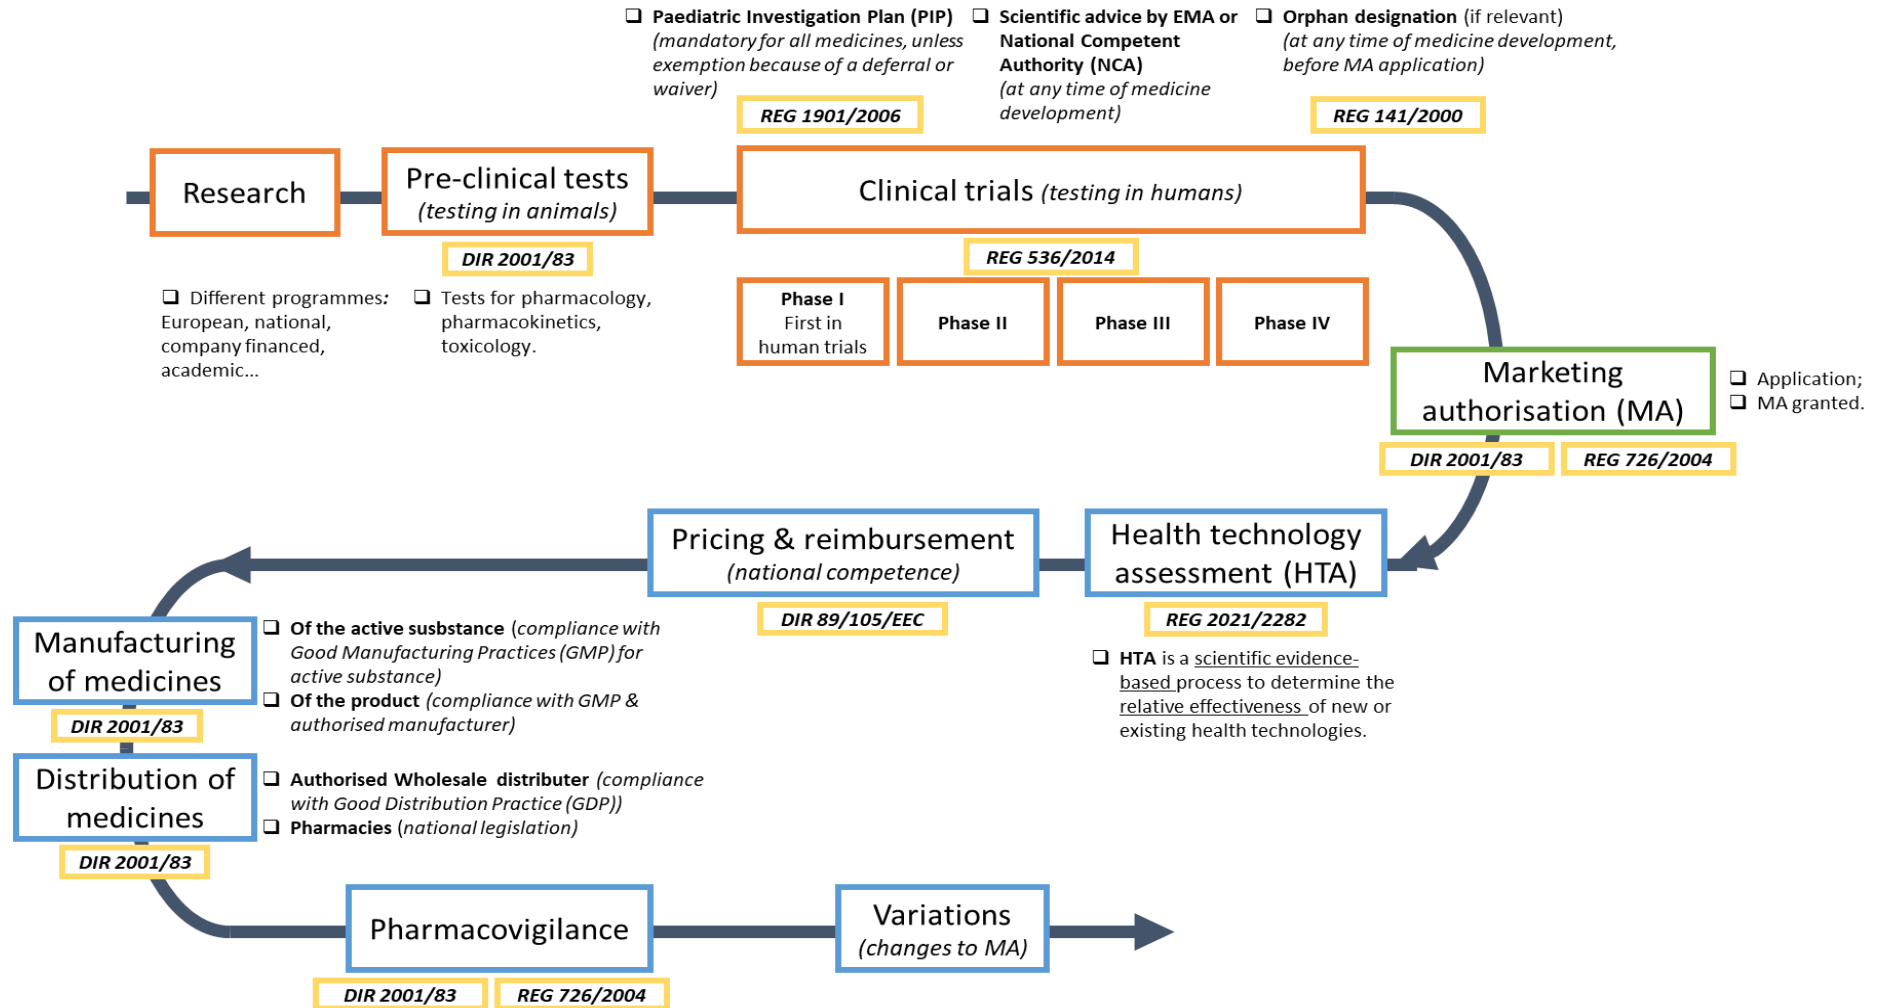 ❑ Paediatric Investigation Plan (PIP)
(mandatory for all medicines, unless
exemption because of a deferral or
waiver)
REG 1901/2006
❑ Scientific advice by EMA or
National Competent
Authority (NCA)
(at any time of medicine
development)
❑ Orphan designation (if relevant)
(at any time of medicine development,
before MA application)
REG 141/2000
Research
❑ Different programmes:
European, national,
company financed,
academic...
Pre-clinical tests
(testing in animals)
DIR 2001/83
❑ Tests for pharmacology,
pharmacokinetics,
toxicology.
Clinical trials (testing in humans)
REG 536/2014
Phase I
First in
human trials
Phase II
Phase III
Phase IV
Marketing
authorisation (MA)
❑ Application;
❑ MA granted.
DIR 2001/83
REG 726/2004
Health technology
assessment (HTA)
REG 2021/2282
❑ HTA is a scientific evidence-
based process to determine the
relative effectiveness of new or
existing health technologies.
Pricing & reimbursement
(national competence)
DIR 89/105/EEC
Manufacturing
of medicines
DIR 2001/83
❑ Of the active susbstance (compliance with
Good Manufacturing Practices (GMP) for
active substance)
❑ Of the product (compliance with GMP &
authorised manufacturer)
Distribution of
medicines
DIR 2001/83
❑ Authorised Wholesale distributer (compliance
with Good Distribution Practice (GDP))
❑ Pharmacies (national legislation)
Pharmacovigilance
DIR 2001/83
REG 726/2004
Variations
(changes to MA)